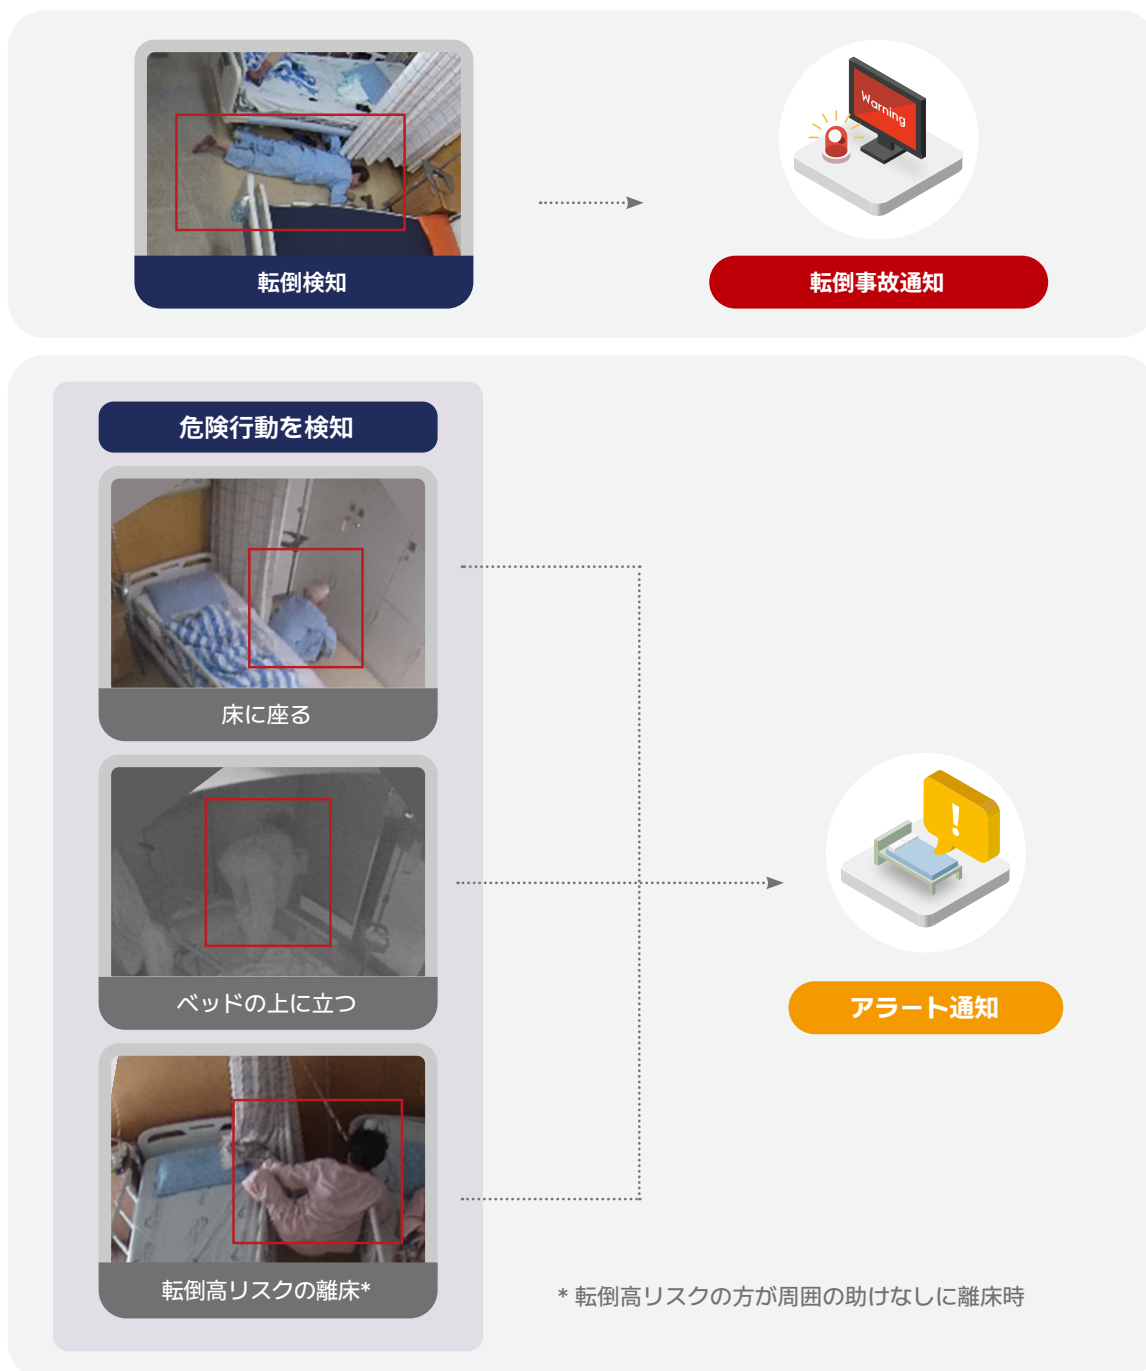 Warning
転倒検知
転倒事故通知
危険行動を検知
床に座る
ベッドの上に立つ
アラート通知
転倒高リスクの離床*
* 転倒高リスクの方が周囲の助けなしに離床時